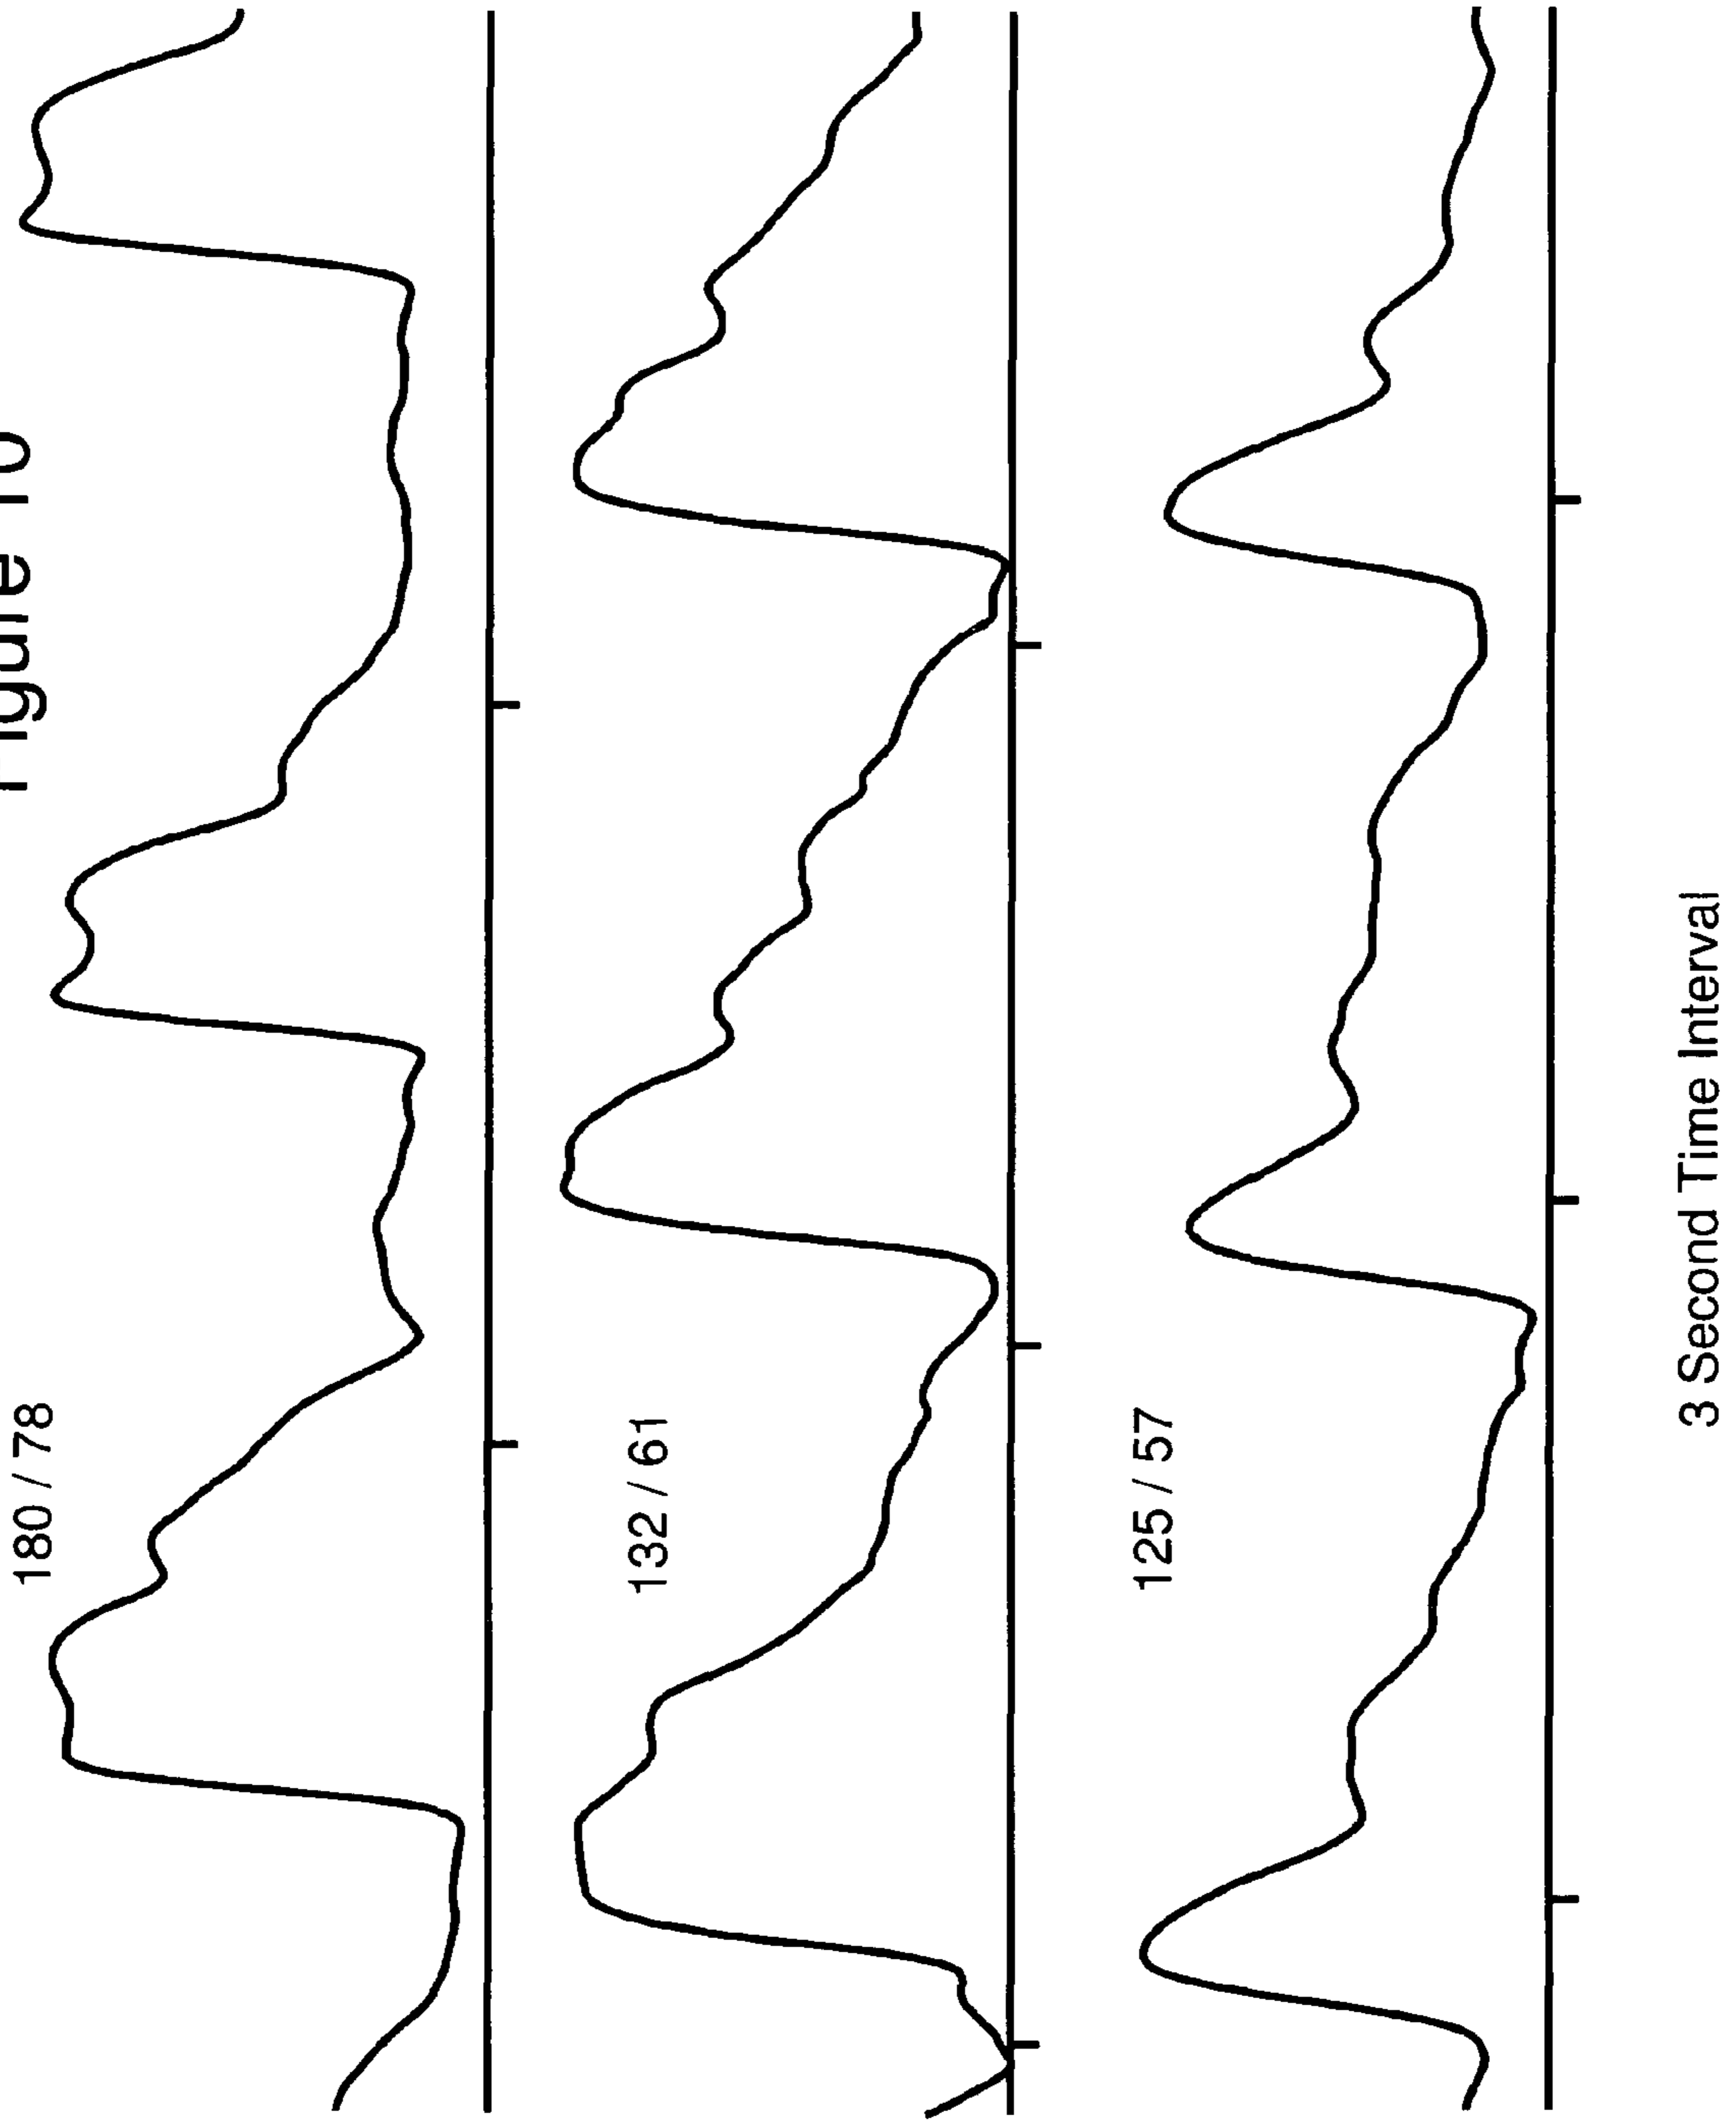 Figure 10
180 / 78
132 / 61
125 / 57
3 Second Time Interval